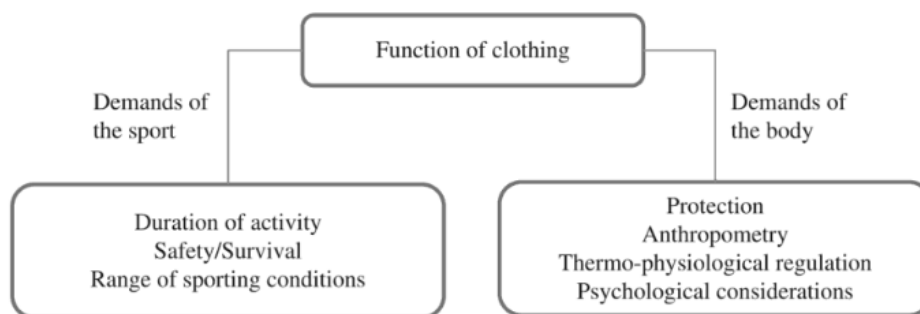 Function of clothing
Demands of
the sport
Demands of
the body
Duration of activity
Safety/Survival
Range of sporting conditions
Protection
Anthropometry
Thermo-physiological regulation
Psychological considerations